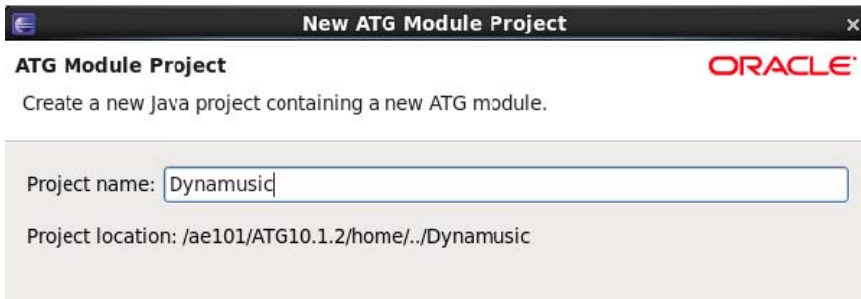 New ATG Module Project
ATG Module Project
ORACLE
Create a new Java project containing a new ATG module.
Project name: Dynamusic
Project location: /ae101/ATG10.1.2/home/../Dynamusic